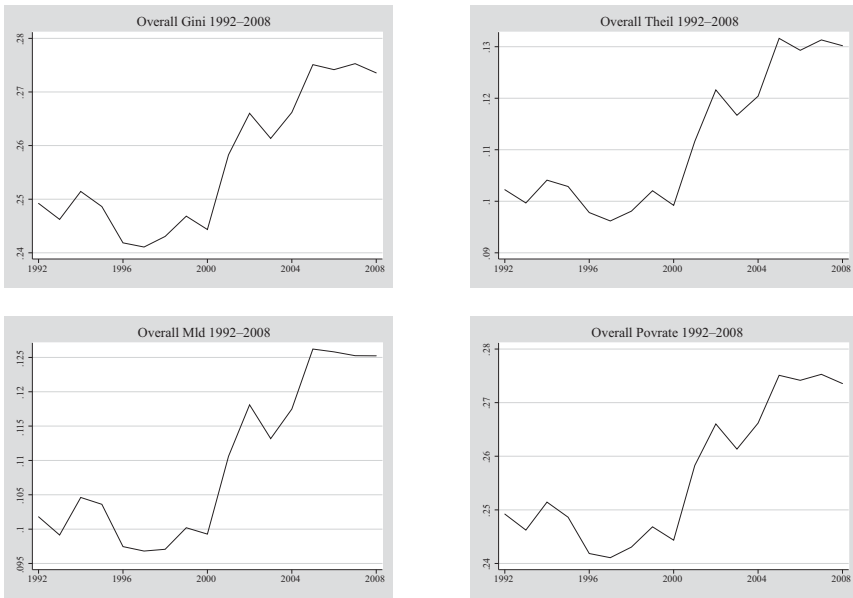 Overall Gini 1992–2008
.28
.27
.26
.25
.24
1992 1996 2000 2004 2008
Overall Theil 1992–2008
.13
.12
.11
.1
.09
1992 1996 2000 2004 2008
Overall Mld 1992–2008
.125
.12
.115
.11
.105
.1
.095
1992 1996 2000 2004 2008
Overall Povrate 1992–2008
.28
.27
.26
.25
.24
1992 1996 2000 2004 2008